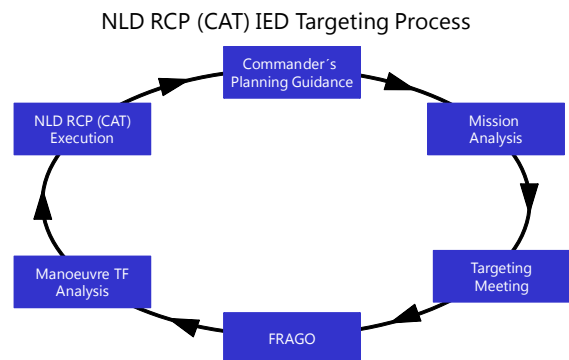 NLD RCP (CAT) IED Targeting Process
Commander´s
Planning Guidance
NLD RCP (CAT)
Execution
Mission
Analysis
Manoeuvre TF
Analysis
Targeting
Meeting
FRAGO